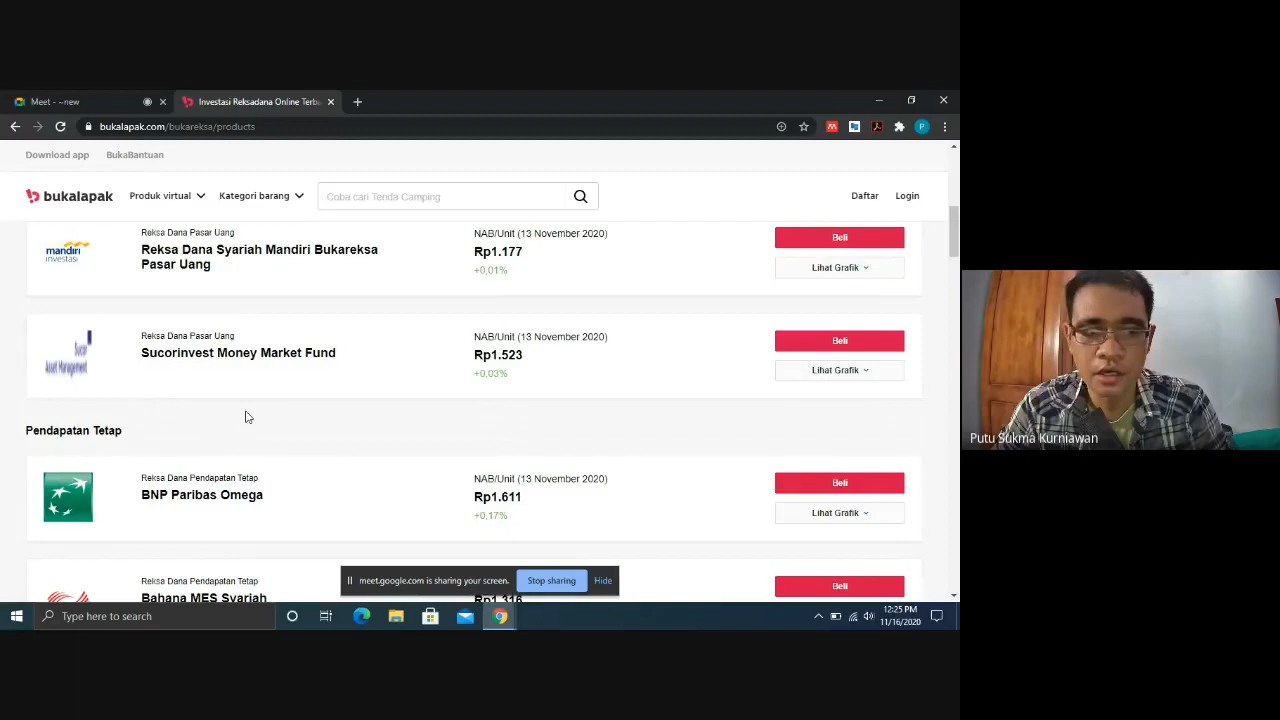 Meet - ~new
Investasi Reksadana Online Terb
bukalapak.com/bukareksa/products
Download app BukaBantuan
bukalapak Produk virtual Kategori barang Coba cari Tenda Camping Daftar Login
Reksa Dana Pasar Uang
Reksa Dana Syariah Mandiri Bukareksa
Pasar Uang
mandiri
investasi
NAB/Unit (13 November 2020)
Rp1.177
+0,01%
Beli
Lihat Grafik
Reksa Dana Pasar Uang
Sucorinvest Money Market Fund
Sucor
Asset Management
NAB/Unit (13 November 2020)
Rp1.523
+0,03%
Beli
Lihat Grafik
Pendapatan Tetap
Reksa Dana Pendapatan Tetap
BNP Paribas Omega
NAB/Unit (13 November 2020)
Rp1.611
+0,17%
Beli
Lihat Grafik
Reksa Dana Pendapatan Tetap
Bahana MES Syariah
Rp1.316
Beli
meet.google.com is sharing your screen. Stop sharing Hide
Type here to search
12:25 PM
11/16/2020
Putu Sukma Kurniawan